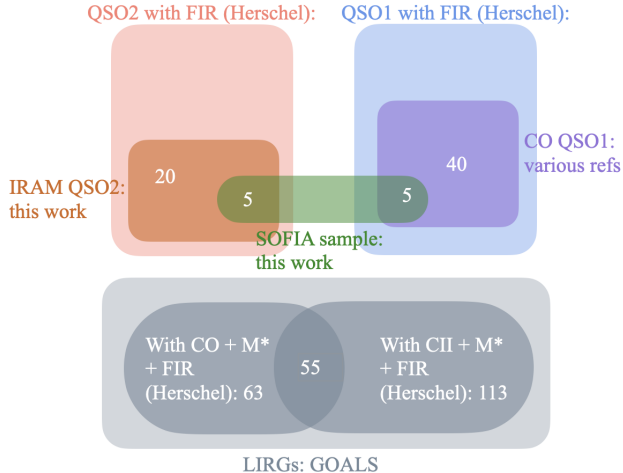 QSO2 with FIR (Herschel):
QSO1 with FIR (Herschel):
20
40
CO QSO1:
various refs
IRAM QSO2:
this work
5
5
SOFIA sample:
this work
With CO + M*
+ FIR
(Herschel): 63
55
With CII + M*
+ FIR
(Herschel): 113
LIRGs: GOALS